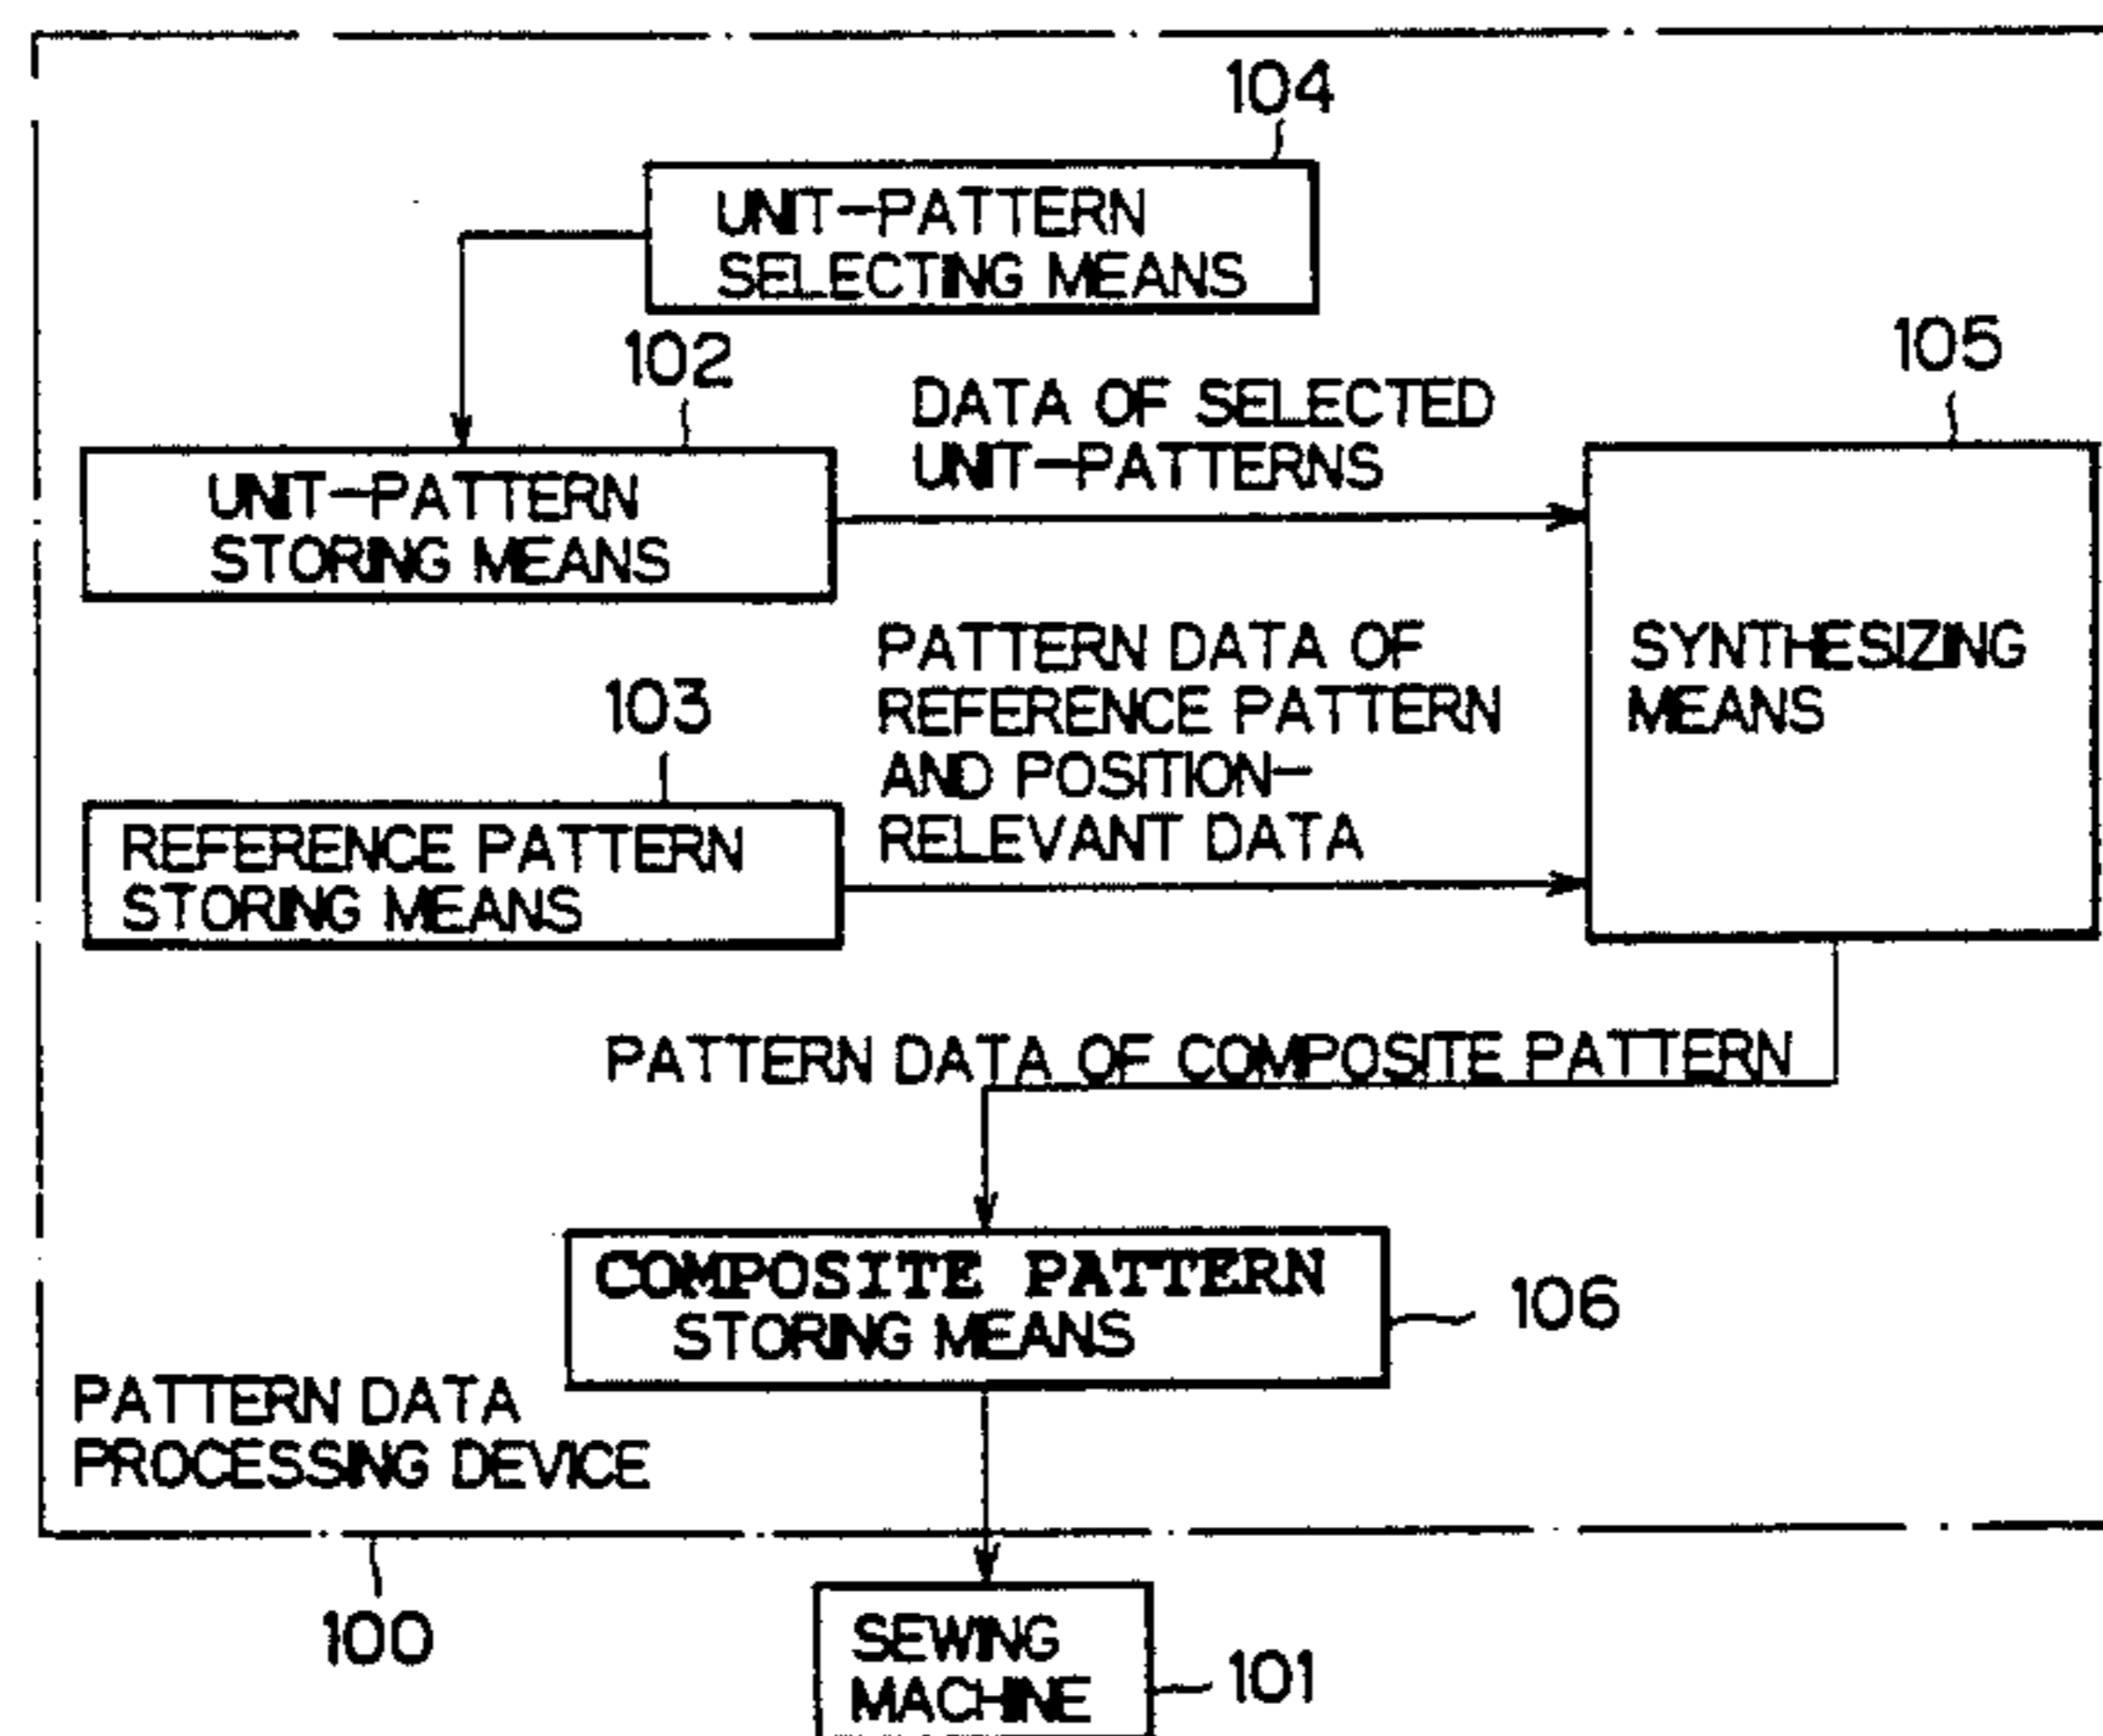 104
UNIT-PATTERN
SELECTING MEANS
102
105
DATA OF SELECTED
UNIT-PATTERNS
UNIT-PATTERN
STORING MEANS
PATTERN DATA OF
REFERENCE PATTERN
AND POSITION-
RELEVANT DATA
SYNTHESIZING
MEANS
103
REFERENCE PATTERN
STORING MEANS
PATTERN DATA OF COMPOSITE PATTERN
COMPOSITE PATTERN
STORING MEANS
106
PATTERN DATA
PROCESSING DEVICE
100
SEWING
MACHINE
101